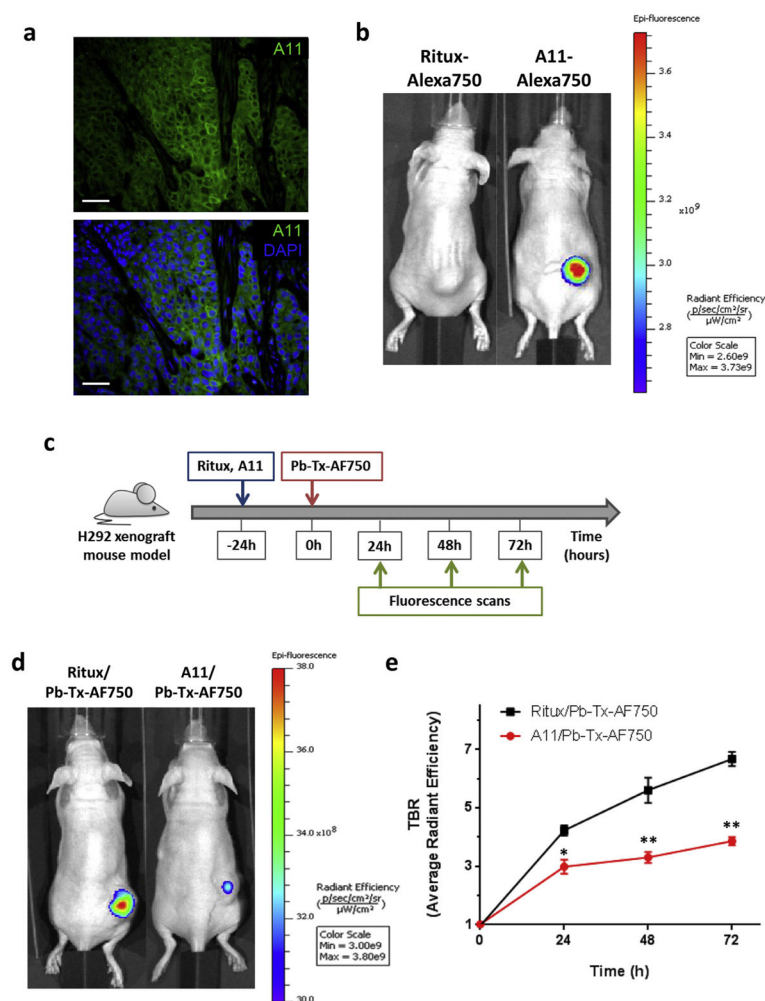 a
A11
A11
DAPI
b
Ritux-
Alexa750
A11-
Alexa750
Epi-fluorescence
3.6
3.4
3.2
x10⁹
3.0
2.8
Radiant Efficiency
(p/sec/cm²/sr
µW/cm²)
Color Scale
Min = 2.60e9
Max = 3.73e9
c
Ritux, A11
Pb-Tx-AF750
H292 xenograft
mouse model
-24h
0h
24h
48h
72h
Time
(hours)
Fluorescence scans
d
Ritux/
Pb-Tx-AF750
A11/
Pb-Tx-AF750
Epi-fluorescence
38.0
36.0
34.0 x10⁸
32.0
30.0
Radiant Efficiency
(p/sec/cm²/sr
µW/cm²)
Color Scale
Min = 3.00e9
Max = 3.80e9
e
Ritux/Pb-Tx-AF750
A11/Pb-Tx-AF750
TBR
(Average Radiant Efficiency)
7
5
3
1
*
**
**
0
24
48
72
Time (h)